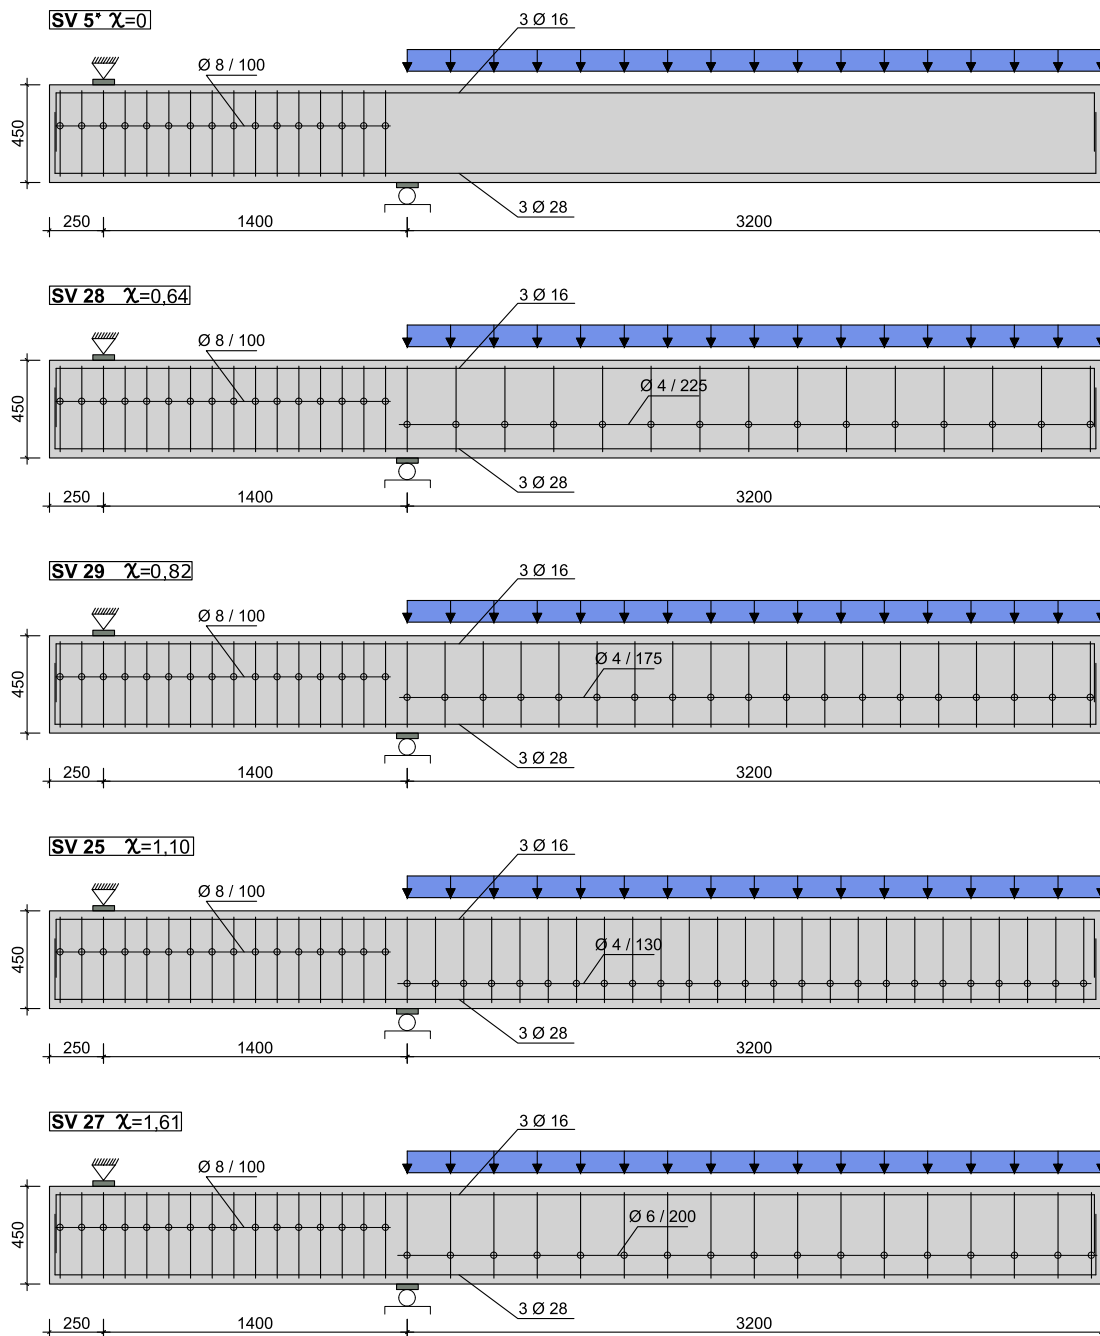 SV 5* χ=0
3 Ø 16
Ø 8 / 100
450
3 Ø 28
250 1400 3200
SV 28 χ=0,64
3 Ø 16
Ø 8 / 100
Ø 4 / 225
450
3 Ø 28
250 1400 3200
SV 29 χ=0,82
3 Ø 16
Ø 8 / 100
Ø 4 / 175
450
3 Ø 28
250 1400 3200
SV 25 χ=1,10
3 Ø 16
Ø 8 / 100
Ø 4 / 130
450
3 Ø 28
250 1400 3200
SV 27 χ=1,61
3 Ø 16
Ø 8 / 100
Ø 6 / 200
450
3 Ø 28
250 1400 3200